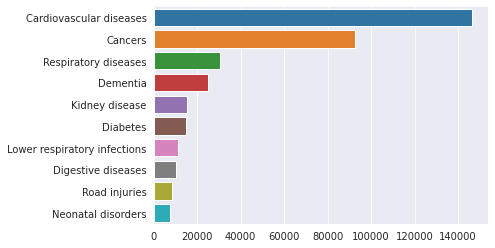 Cardiovascular diseases
Cancers
Respiratory diseases
Dementia
Kidney disease
Diabetes
Lower respiratory infections
Digestive diseases
Road injuries
Neonatal disorders
0 20000 40000 60000 80000 100000 120000 140000